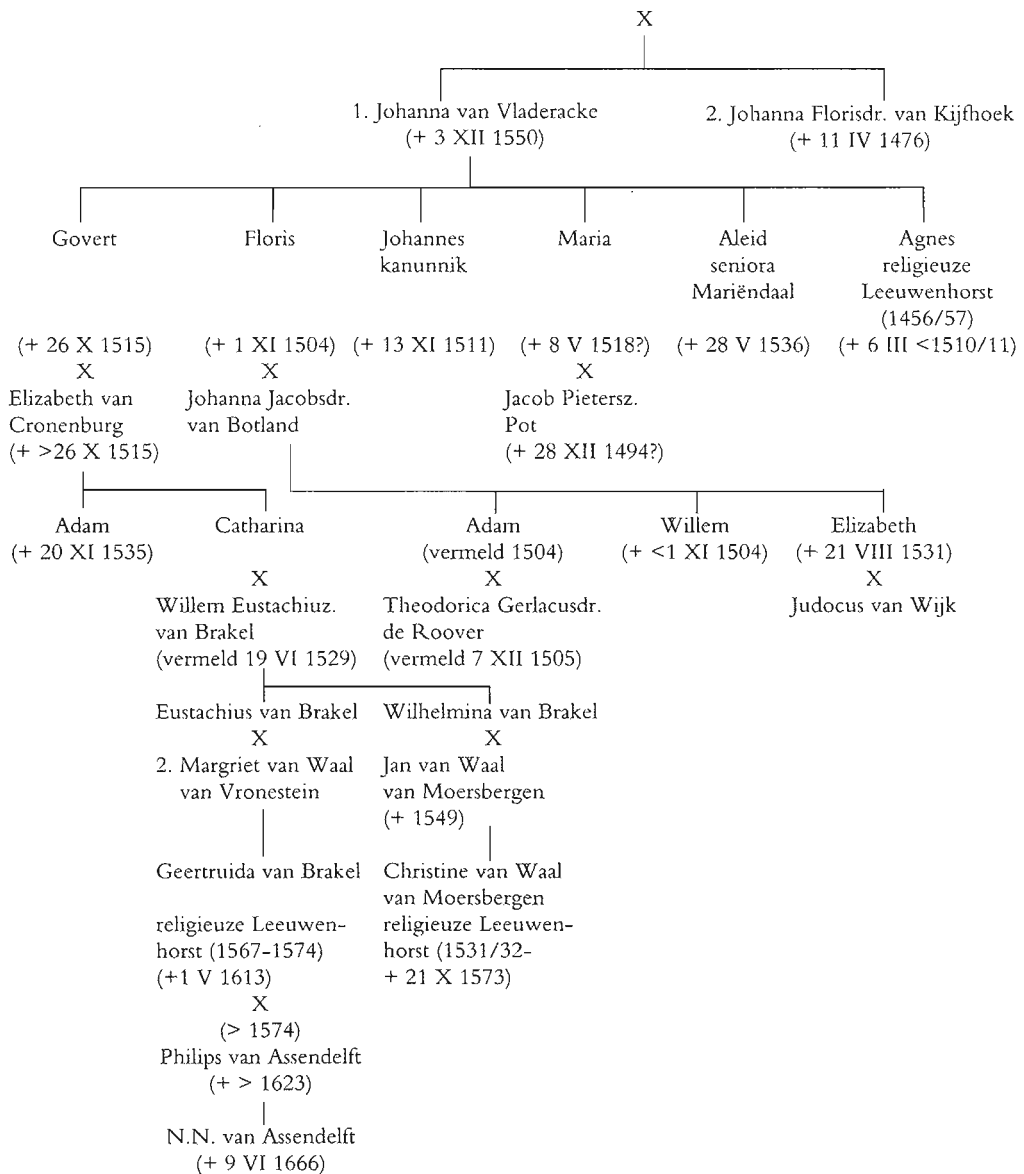 X
1. Johanna van Vladeracke
(+ 3 XII 1550)
2. Johanna Florisdr. van Kijfhoek
(+ 11 IV 1476)
Govert
(+ 26 X 1515)
X
Elizabeth van
Cronenburg
(+ >26 X 1515)
Floris
(+ 1 XI 1504)
X
Johanna Jacobsdr.
van Botland
Johannes
kanunnik
(+ 13 XI 1511)
Maria
(+ 8 V 1518?)
X
Jacob Pietersz.
Pot
(+ 28 XII 1494?)
Aleid
seniora
Mariëndaal
(+ 28 V 1536)
Agnes
religieuze
Leeuwenhorst
(1456/57)
(+ 6 III <1510/11)
Adam
(+ 20 XI 1535)
Catharina
X
Willem Eustachiuz.
van Brakel
(vermeld 19 VI 1529)
Adam
(vermeld 1504)
X
Theodorica Gerlacusdr.
de Roover
(vermeld 7 XII 1505)
Willem
(+ <1 XI 1504)
Elizabeth
(+ 21 VIII 1531)
X
Judocus van Wijk
Eustachius van Brakel
X
2. Margriet van Waal
van Vronestein
Wilhelmina van Brakel
X
Jan van Waal
van Moersbergen
(+ 1549)
Geertruida van Brakel
religieuze Leeuwen-
horst (1567-1574)
(+1 V 1613)
X
(> 1574)
Philips van Assendelft
(+ > 1623)
Christine van Waal
van Moersbergen
religieuze Leeuwen-
horst (1531/32-
+ 21 X 1573)
N.N. van Assendelft
(+ 9 VI 1666)